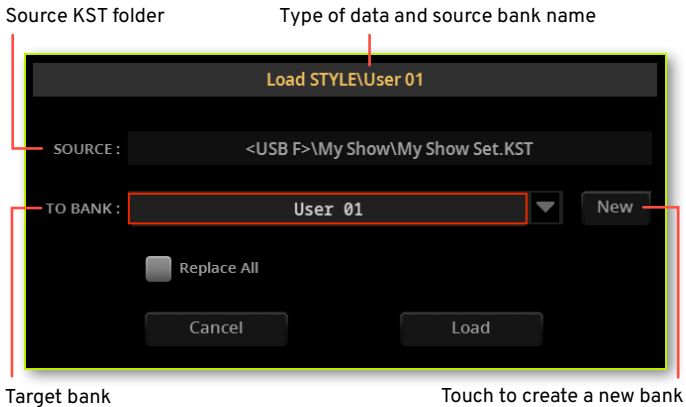 Source KST folder
Type of data and source bank name
Load STYLE\User 01
SOURCE :
<USB F>\My Show\My Show Set.KST
TO BANK :
User 01
New
Replace All
Cancel
Load
Target bank
Touch to create a new bank